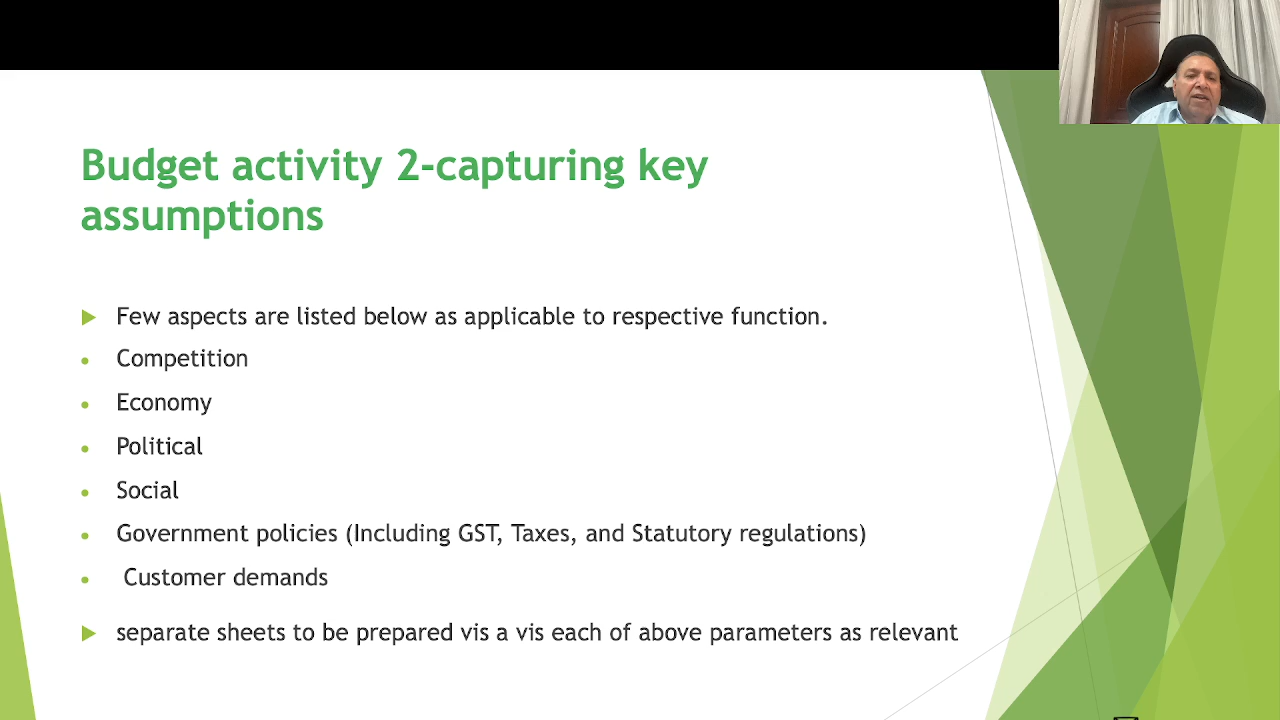 Budget activity 2-capturing key
assumptions
Few aspects are listed below as applicable to respective function.
Competition
Economy
Political
Social
Government policies (Including GST, Taxes, and Statutory regulations)
Customer demands
separate sheets to be prepared vis a vis each of above parameters as relevant